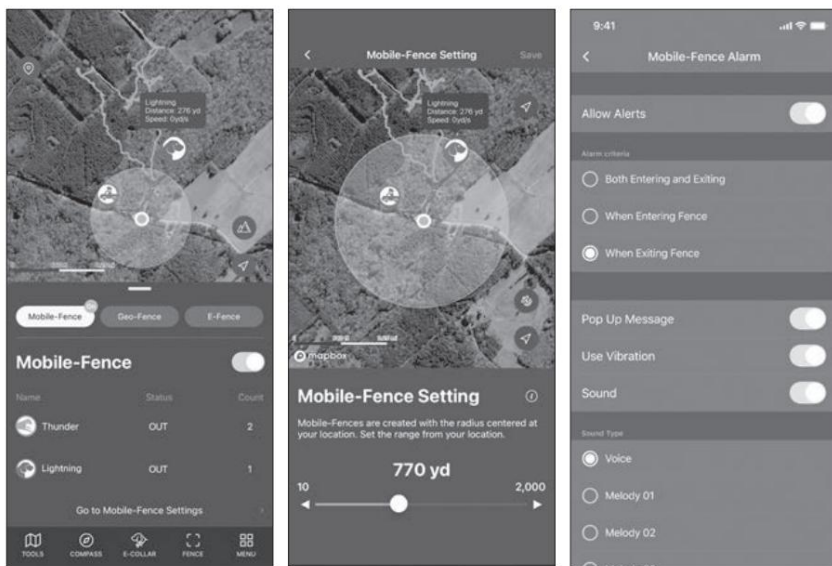 Lightning
Distance: 276 yd
Speed: 0yd/s
Mobile-Fence
On
Geo-Fence
E-Fence
Mobile-Fence
Name
Status
Count
Thunder
OUT
2
Lightning
OUT
1
Go to Mobile-Fence Settings
TOOLS
COMPASS
E-COLLAR
FENCE
MENU
Mobile-Fence Setting
Save
Lightning
Distance: 276 yd
Speed: 0yd/s
mapbox
Mobile-Fence Setting
Mobile-Fences are created with the radius centered at
your location. Set the range from your location.
770 yd
10
2,000
9:41
Mobile-Fence Alarm
Allow Alerts
Alarm criteria
Both Entering and Exiting
When Entering Fence
When Exiting Fence
Pop Up Message
Use Vibration
Sound
Sound Type
Voice
Melody 01
Melody 02